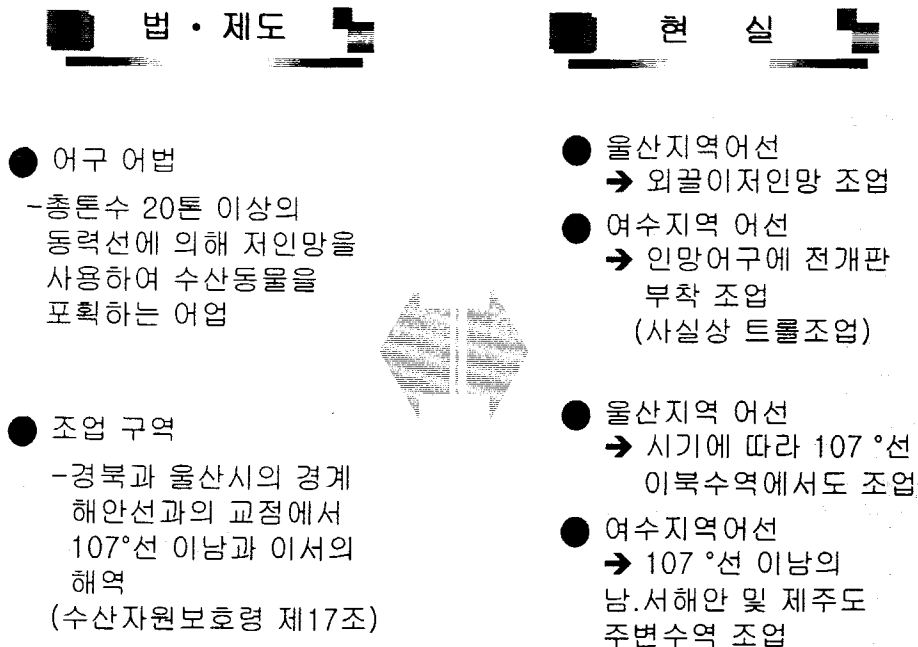 법 • 제도
● 어구 어법
-총톤수 20톤 이상의
동력선에 의해 저인망을
사용하여 수산동물을
포획하는 어업
● 조업 구역
-경북과 울산시의 경계
해안선과의 교점에서
107°선 이남과 이서의
해역
(수산자원보호령 제17조)
현 실
● 울산지역어선
➔ 외끌이저인망 조업
● 여수지역 어선
➔ 인망어구에 전개판
부착 조업
(사실상 트롤조업)
● 울산지역 어선
➔ 시기에 따라 107 °선
이북수역에서도 조업
● 여수지역어선
➔ 107 °선 이남의
남.서해안 및 제주도
주변수역 조업